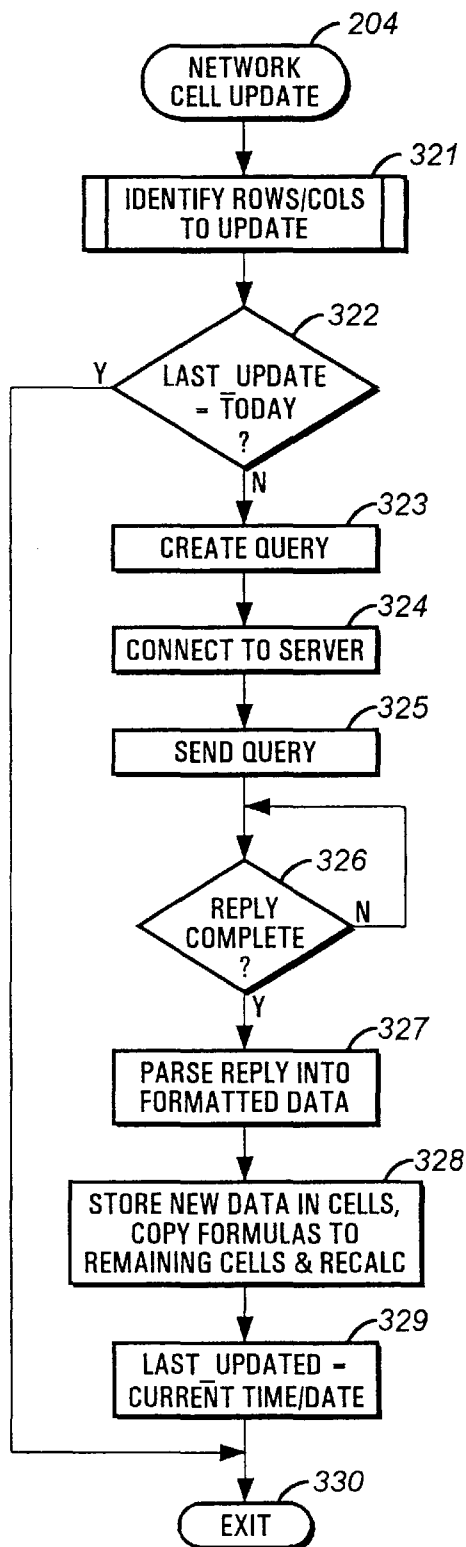 204
NETWORK
CELL UPDATE
321
IDENTIFY ROWS/COLS
TO UPDATE
322
Y
LAST_UPDATE
= TODAY
?
N
323
CREATE QUERY
324
CONNECT TO SERVER
325
SEND QUERY
326
REPLY
COMPLETE
?
N
Y
327
PARSE REPLY INTO
FORMATTED DATA
328
STORE NEW DATA IN CELLS,
COPY FORMULAS TO
REMAINING CELLS & RECALC
329
LAST_UPDATED =
CURRENT TIME/DATE
330
EXIT